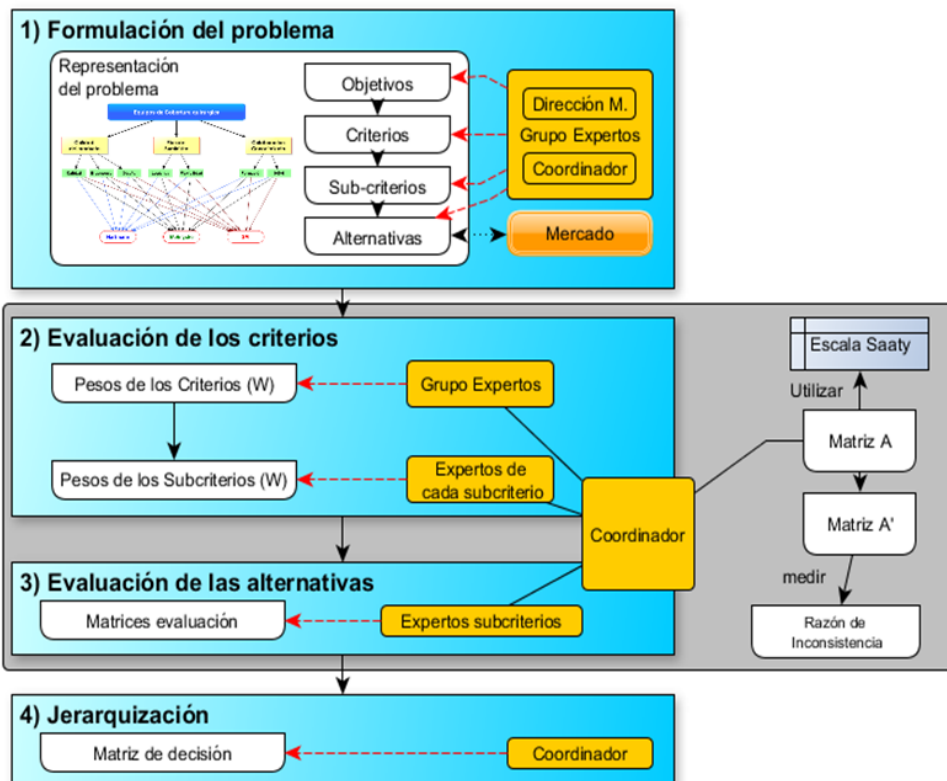 1) Formulación del problema
Representación
del problema
Objetivos
Criterios
Sub-criterios
Alternativas
Dirección M.
Grupo Expertos
Coordinador
Mercado
2) Evaluación de los criterios
Pesos de los Criterios (W)
Grupo Expertos
Pesos de los Subcriterios (W)
Expertos de
cada subcriterio
Coordinador
Escala Saaty
Utilizar
Matriz A
Matriz A'
medir
Razón de
Inconsistencia
3) Evaluación de las alternativas
Matrices evaluación
Expertos subcriterios
4) Jerarquización
Matriz de decisión
Coordinador